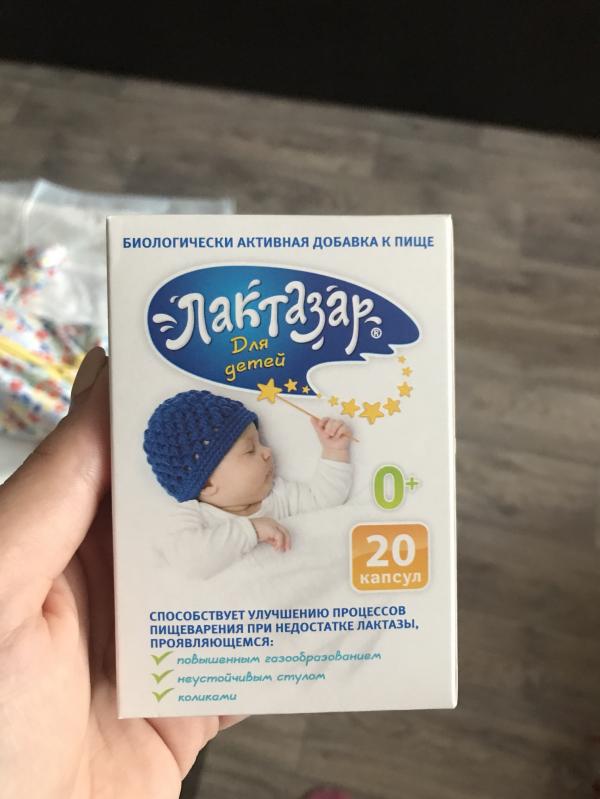 БИОЛОГИЧЕСКИ АКТИВНАЯ ДОБАВКА К ПИЩЕ
Лактазар®
Для
детей
0+
20
капсул
СПОСОБСТВУЕТ УЛУЧШЕНИЮ ПРОЦЕССОВ
ПИЩЕВАРЕНИЯ ПРИ НЕДОСТАТКЕ ЛАКТАЗЫ,
ПРОЯВЛЯЮЩЕМСЯ:
повышенным газообразованием
неустойчивым стулом
коликами